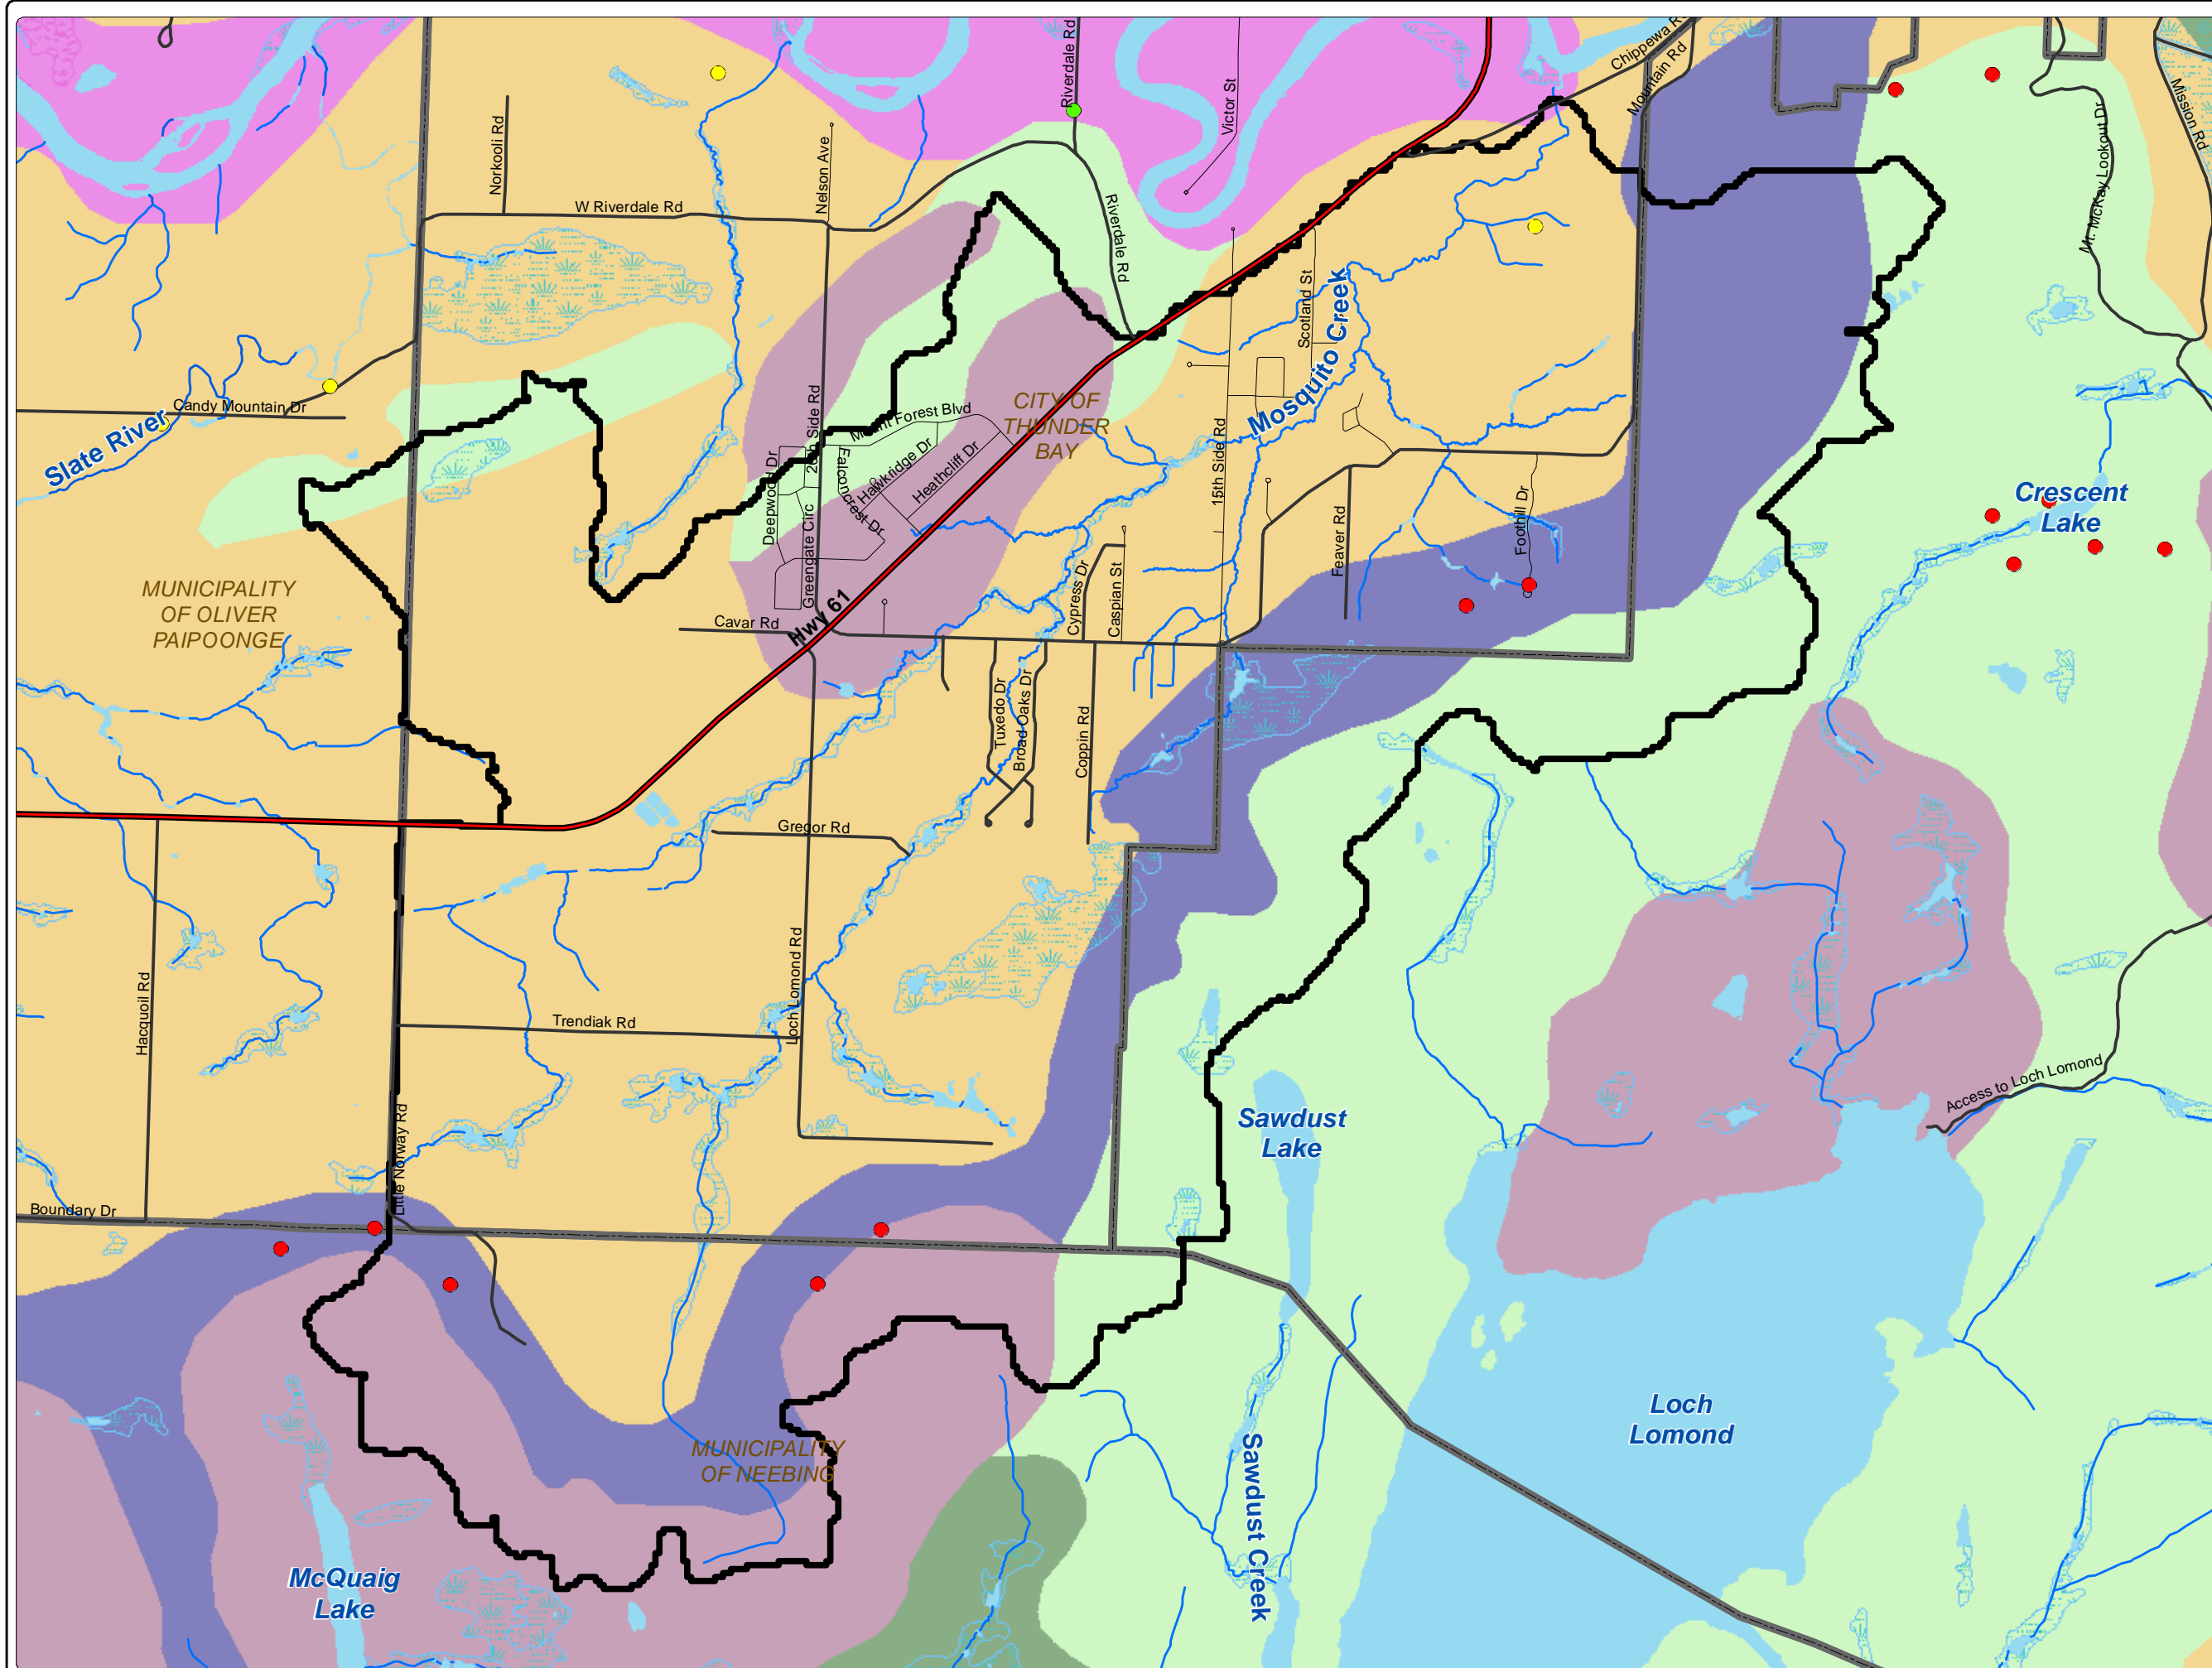 Chippewa R
Mountain Rd
Riverdale Rd
Victor St
Mission Rd
Mt. McKay Lookout Dr
Norkooli Rd
Nelson Ave
W Riverdale Rd
Riverdale Rd
Scotland St
Mosquito Creek
Candy Mountain Dr
Slate River
CITY OF
THUNDER
BAY
Mount Forest Blvd
25th Side Rd
Hawkridge Dr
Heathcliff Dr
Falconcrest Dr
Deepwood Dr
Greengate Circ
15th Side Rd
Foothill Dr
Feaver Rd
Crescent
Lake
MUNICIPALITY
OF OLIVER
PAIPOONGE
Cypress Dr
Caspian St
Cavar Rd
Hwy 61
Tuxedo Dr
Broad Oaks Dr
Coppin Rd
Gregor Rd
Loch Lomond Rd
Hacquoil Rd
Trendiak Rd
Access to Loch Lomond
Sawdust
Lake
Little Norway Rd
Boundary Dr
Loch
Lomond
MUNICIPALITY
OF NEEBING
Sawdust Creek
McQuaig
Lake